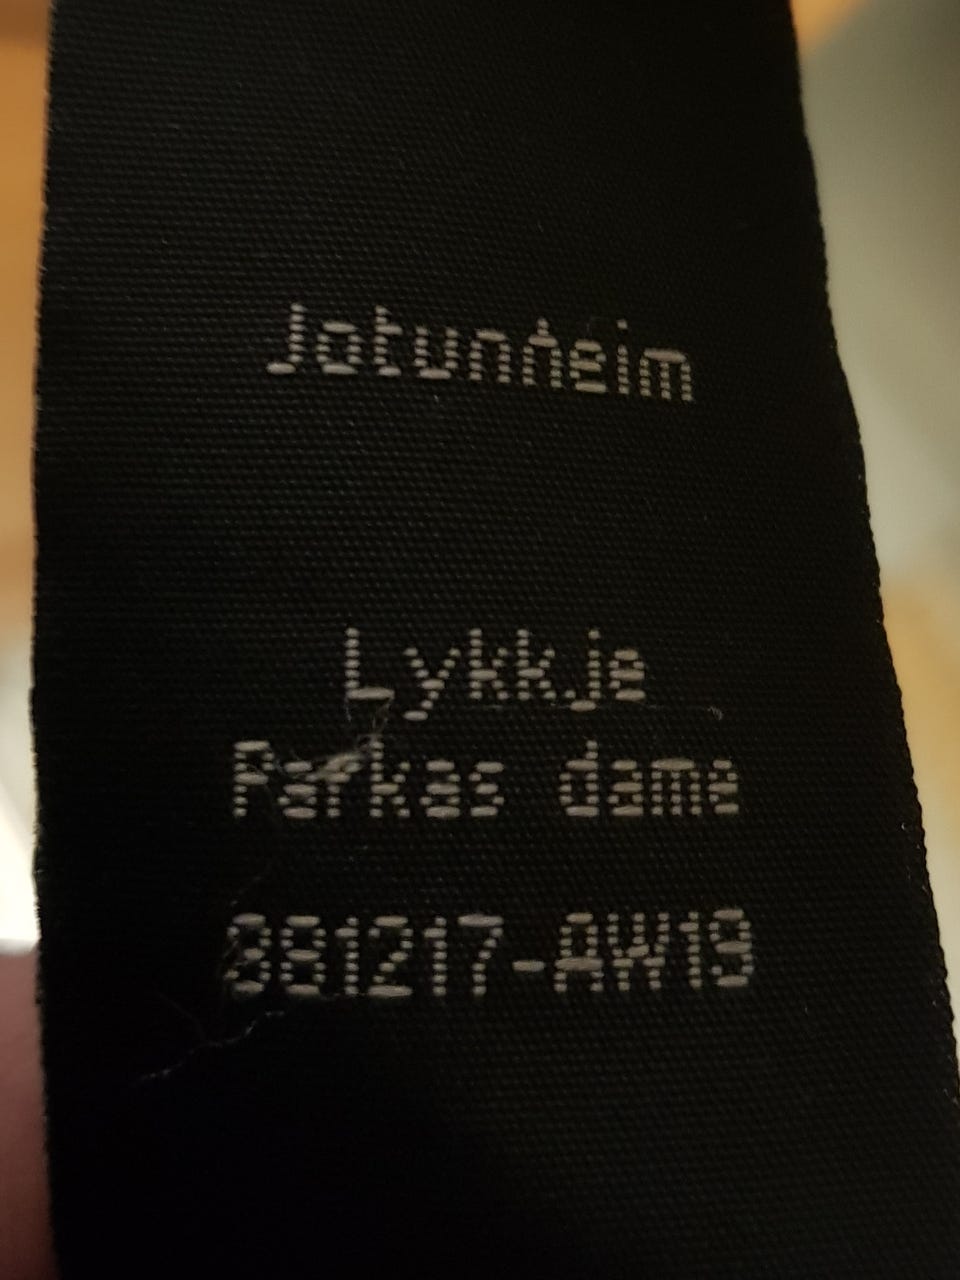 Jotunheim
Lykkje
Parkas dame
881217-AW19